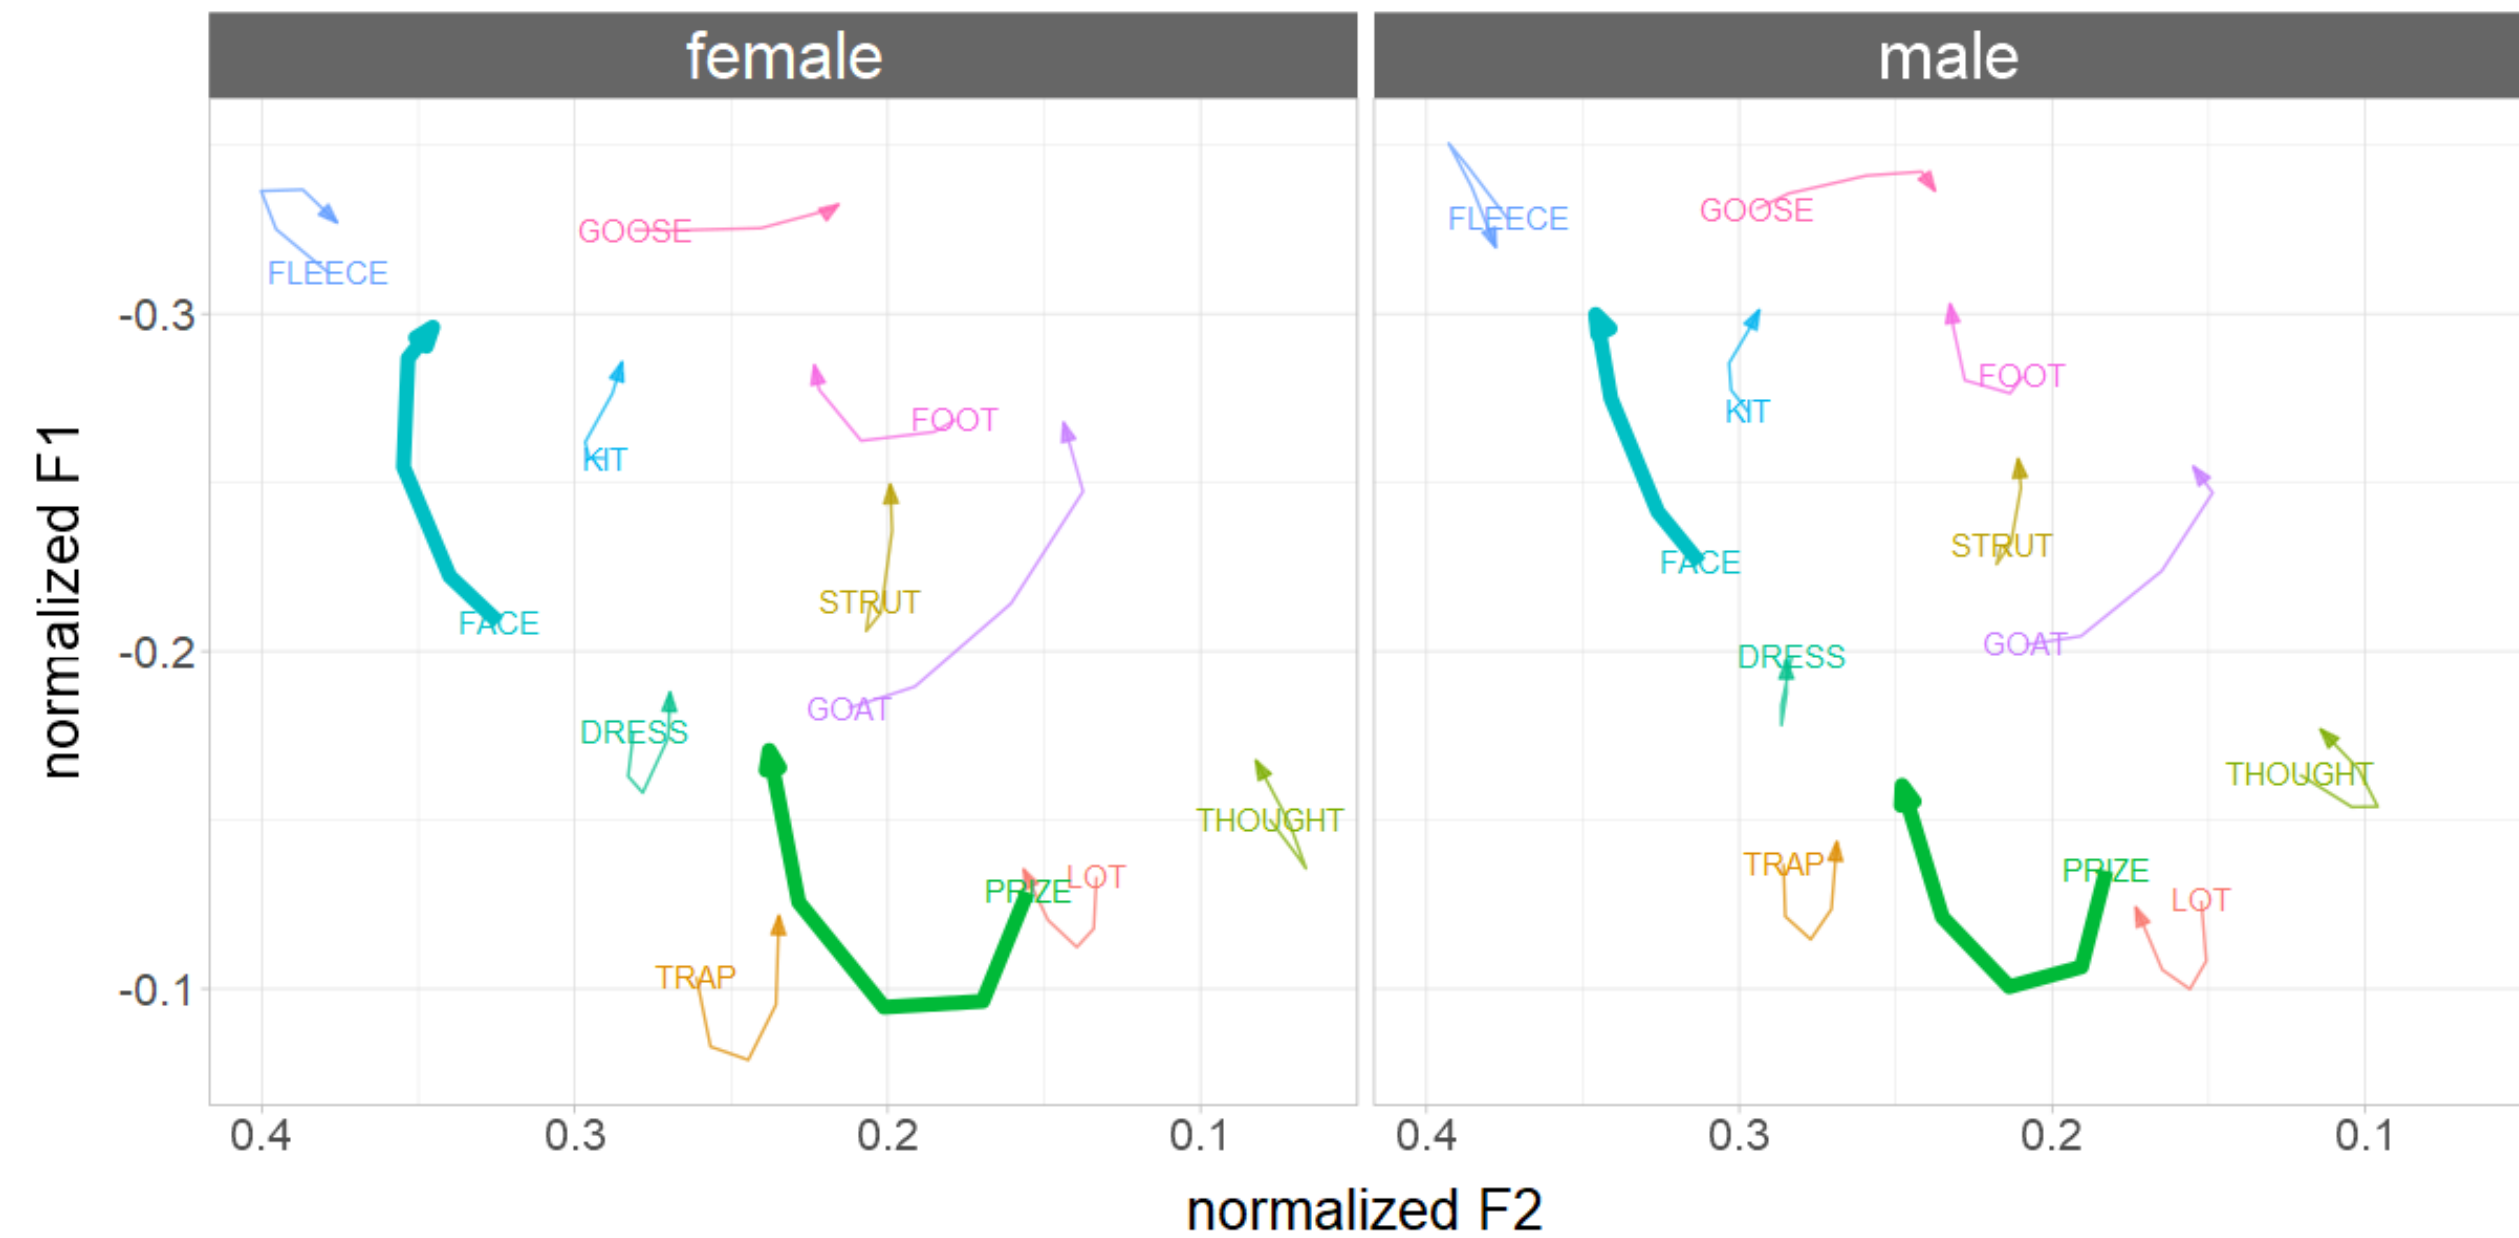 female
male
FLEECE
GOOSE
FLEECE
GOOSE
-0.3
KIT
FOOT
KIT
FOOT
FACE
STRUT
FACE
STRUT
-0.2
DRESS
GOAT
DRESS
GOAT
THOUGHT
THOUGHT
PRIZE
LOT
TRAP
PRIZE
LOT
TRAP
-0.1
0.4
0.3
0.2
0.1
0.4
0.3
0.2
0.1
normalized F1
normalized F2